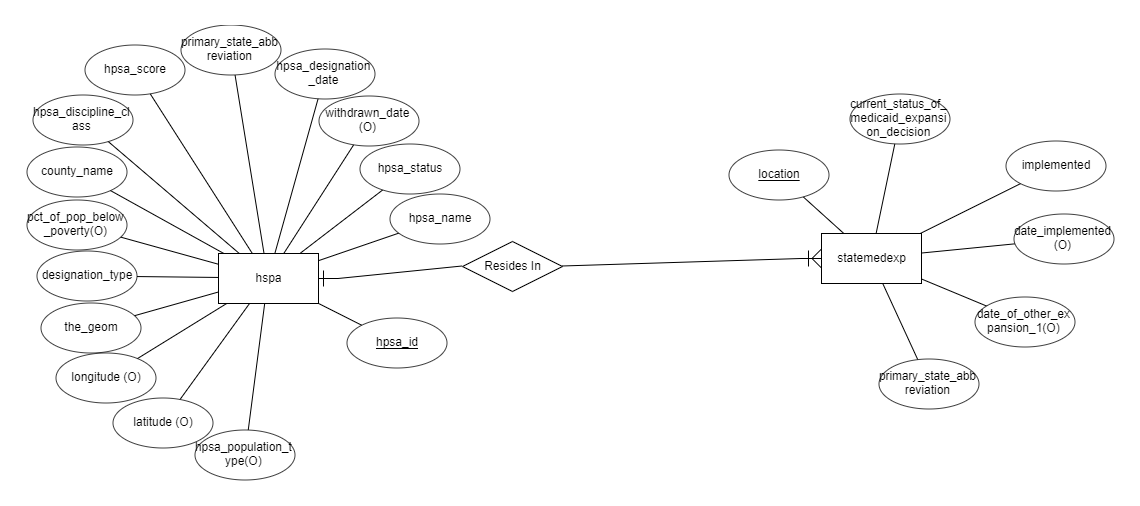 primary_state_abb
reviation
hpsa_score
hpsa_designation
_date
hpsa_discipline_cl
ass
withdrawn_date
(O)
county_name
hpsa_status
pct_of_pop_below
_poverty(O)
hpsa_name
designation_type
hspa
the_geom
hpsa_id
longitude (O)
latitude (O)
hpsa_population_t
ype(O)
Resides In
current_status_of_
medicaid_expansi
on_decision
location
implemented
date_implemented
(O)
statemedexp
date_of_other_ex
pansion_1(O)
primary_state_abb
reviation